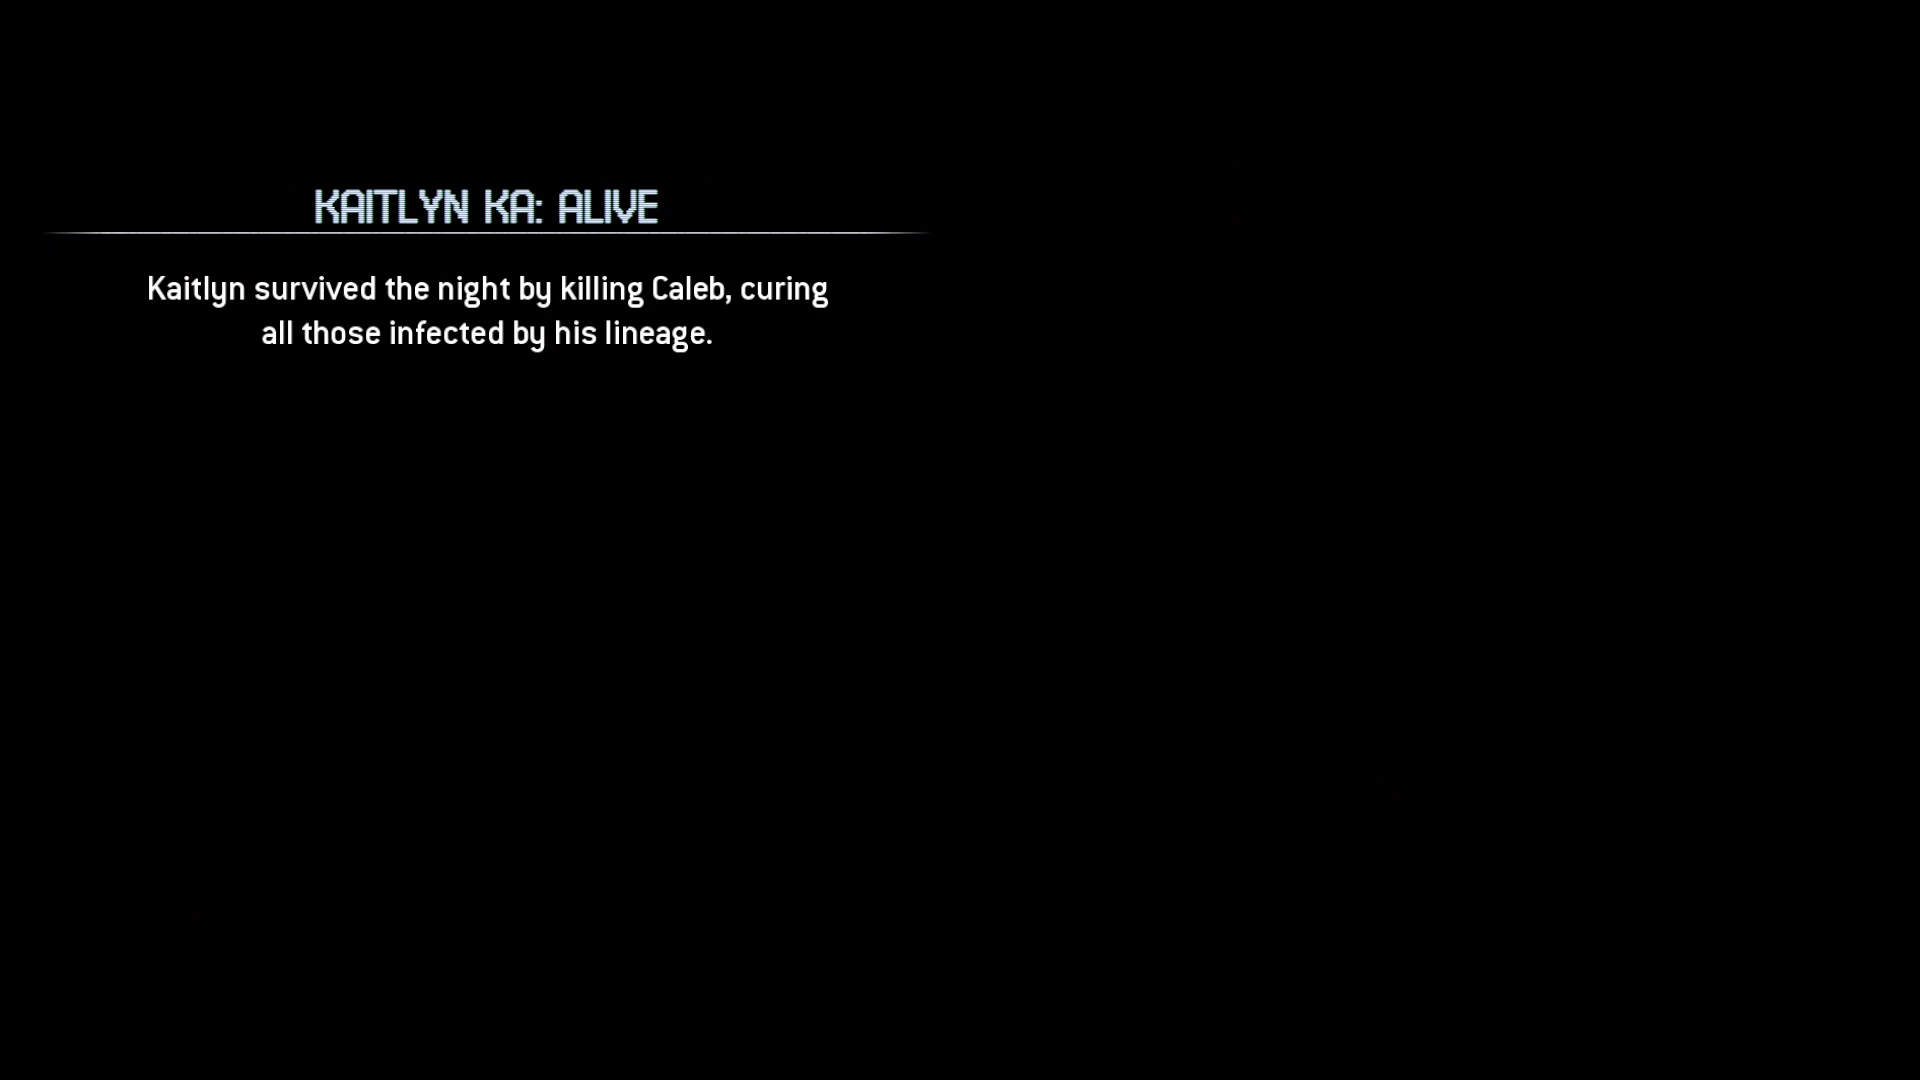 KAITLYN KA: ALIVE
Kaitlyn survived the night by killing Caleb, curing
all those infected by his lineage.